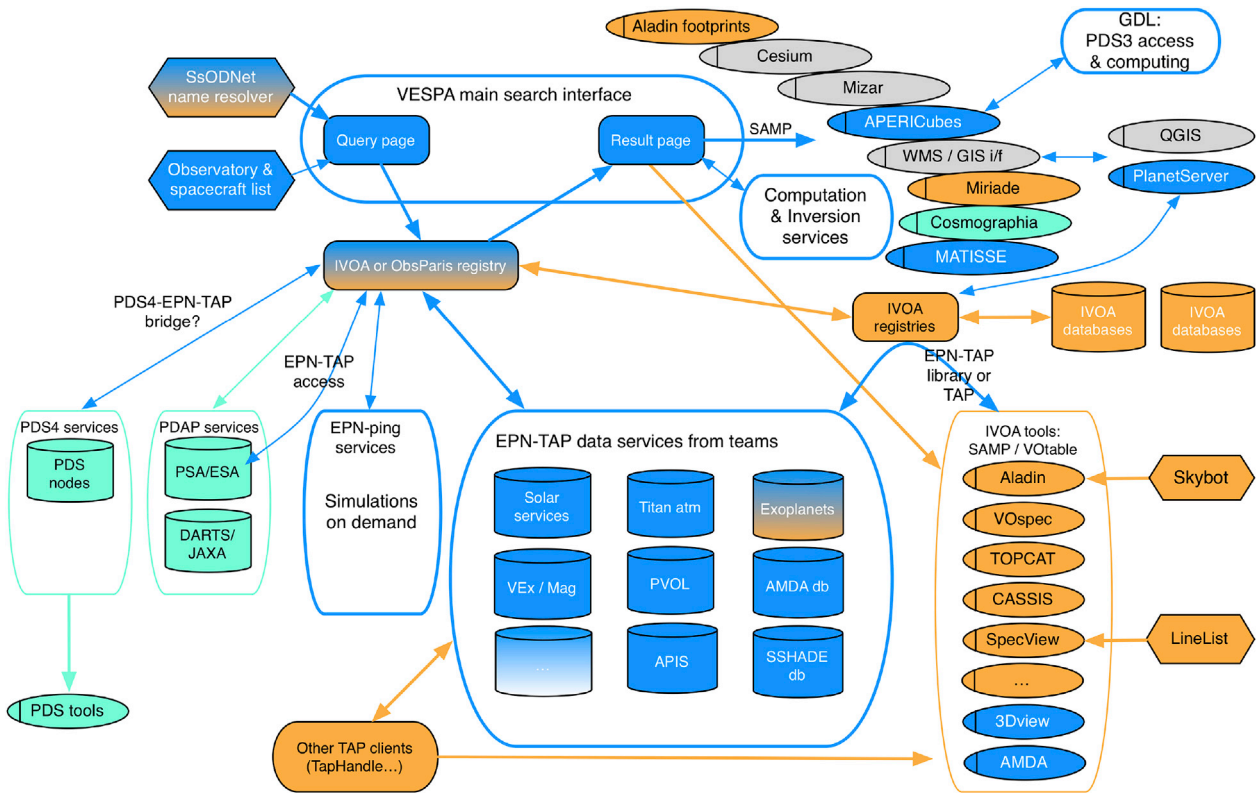 Aladin footprints
Cesium
Mizar
GDL:
PDS3 access
& computing
SsODNet
name resolver
VESPA main search interface
Query page
Result page
SAMP
APERICubes
WMS / GIS i/f
QGIS
PlanetServer
Observatory &
spacecraft list
Computation
& Inversion
services
Miriade
Cosmographia
MATISSE
IVOA or ObsParis registry
PDS4-EPN-TAP
bridge?
IVOA
registries
IVOA
databases
IVOA
databases
EPN-TAP
access
EPN-TAP
library or
TAP
PDS4 services
PDS
nodes
PDAP services
PSA/ESA
DARTS/
JAXA
EPN-ping
services
Simulations
on demand
EPN-TAP data services from teams
Solar
services
Titan atm
Exoplanets
VEx / Mag
PVOL
AMDA db
...
APIS
SSHADE
db
IVOA tools:
SAMP / VOtable
Aladin
VOspec
TOPCAT
CASSIS
SpecView
...
3Dview
AMDA
Skybot
LineList
PDS tools
Other TAP clients
(TapHandle...)